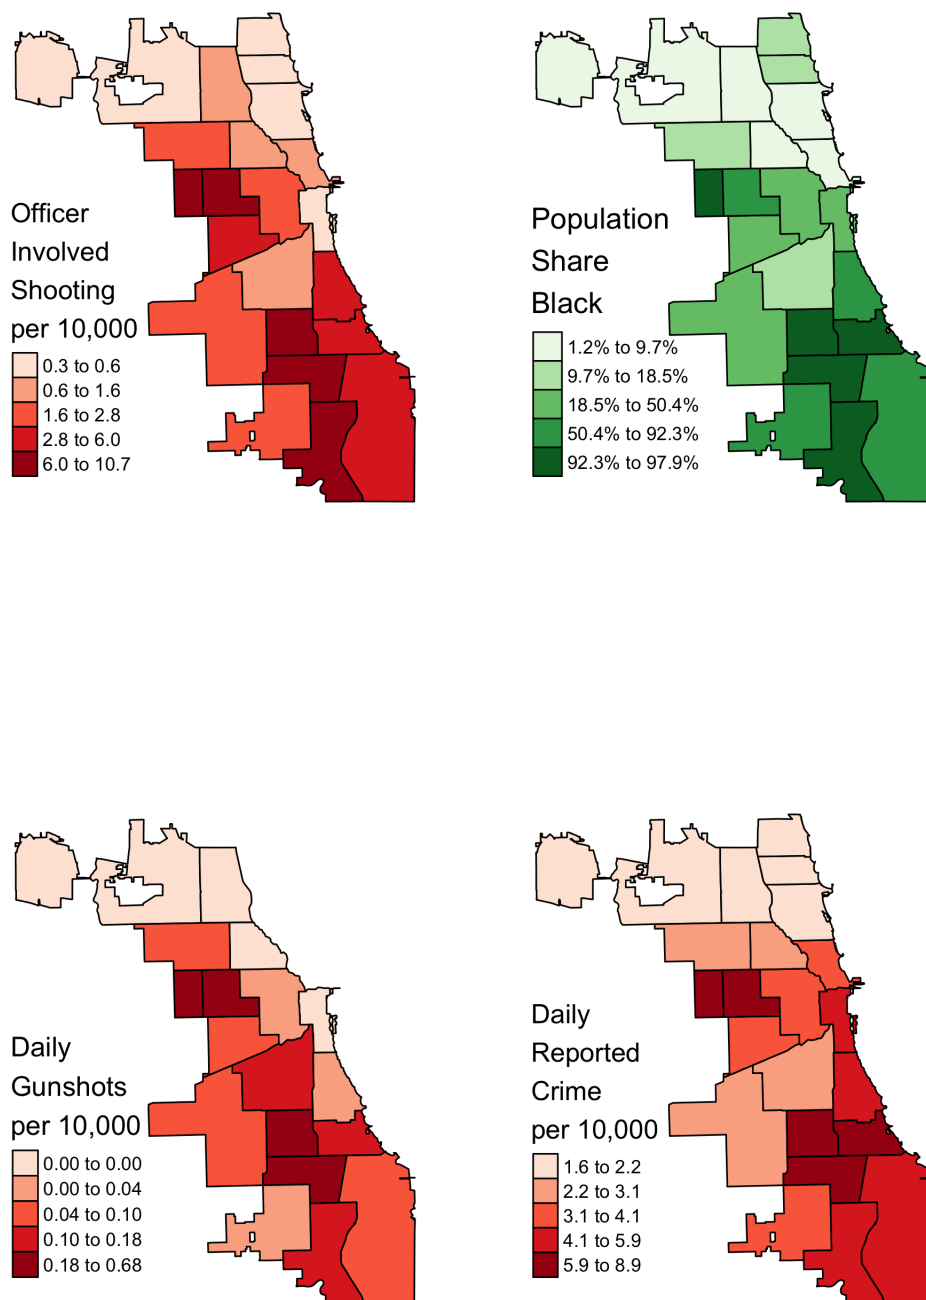 Officer
Involved
Shooting
per 10,000
0.3 to 0.6
0.6 to 1.6
1.6 to 2.8
2.8 to 6.0
6.0 to 10.7
Population
Share
Black
1.2% to 9.7%
9.7% to 18.5%
18.5% to 50.4%
50.4% to 92.3%
92.3% to 97.9%
Daily
Gunshots
per 10,000
0.00 to 0.00
0.00 to 0.04
0.04 to 0.10
0.10 to 0.18
0.18 to 0.68
Daily
Reported
Crime
per 10,000
1.6 to 2.2
2.2 to 3.1
3.1 to 4.1
4.1 to 5.9
5.9 to 8.9